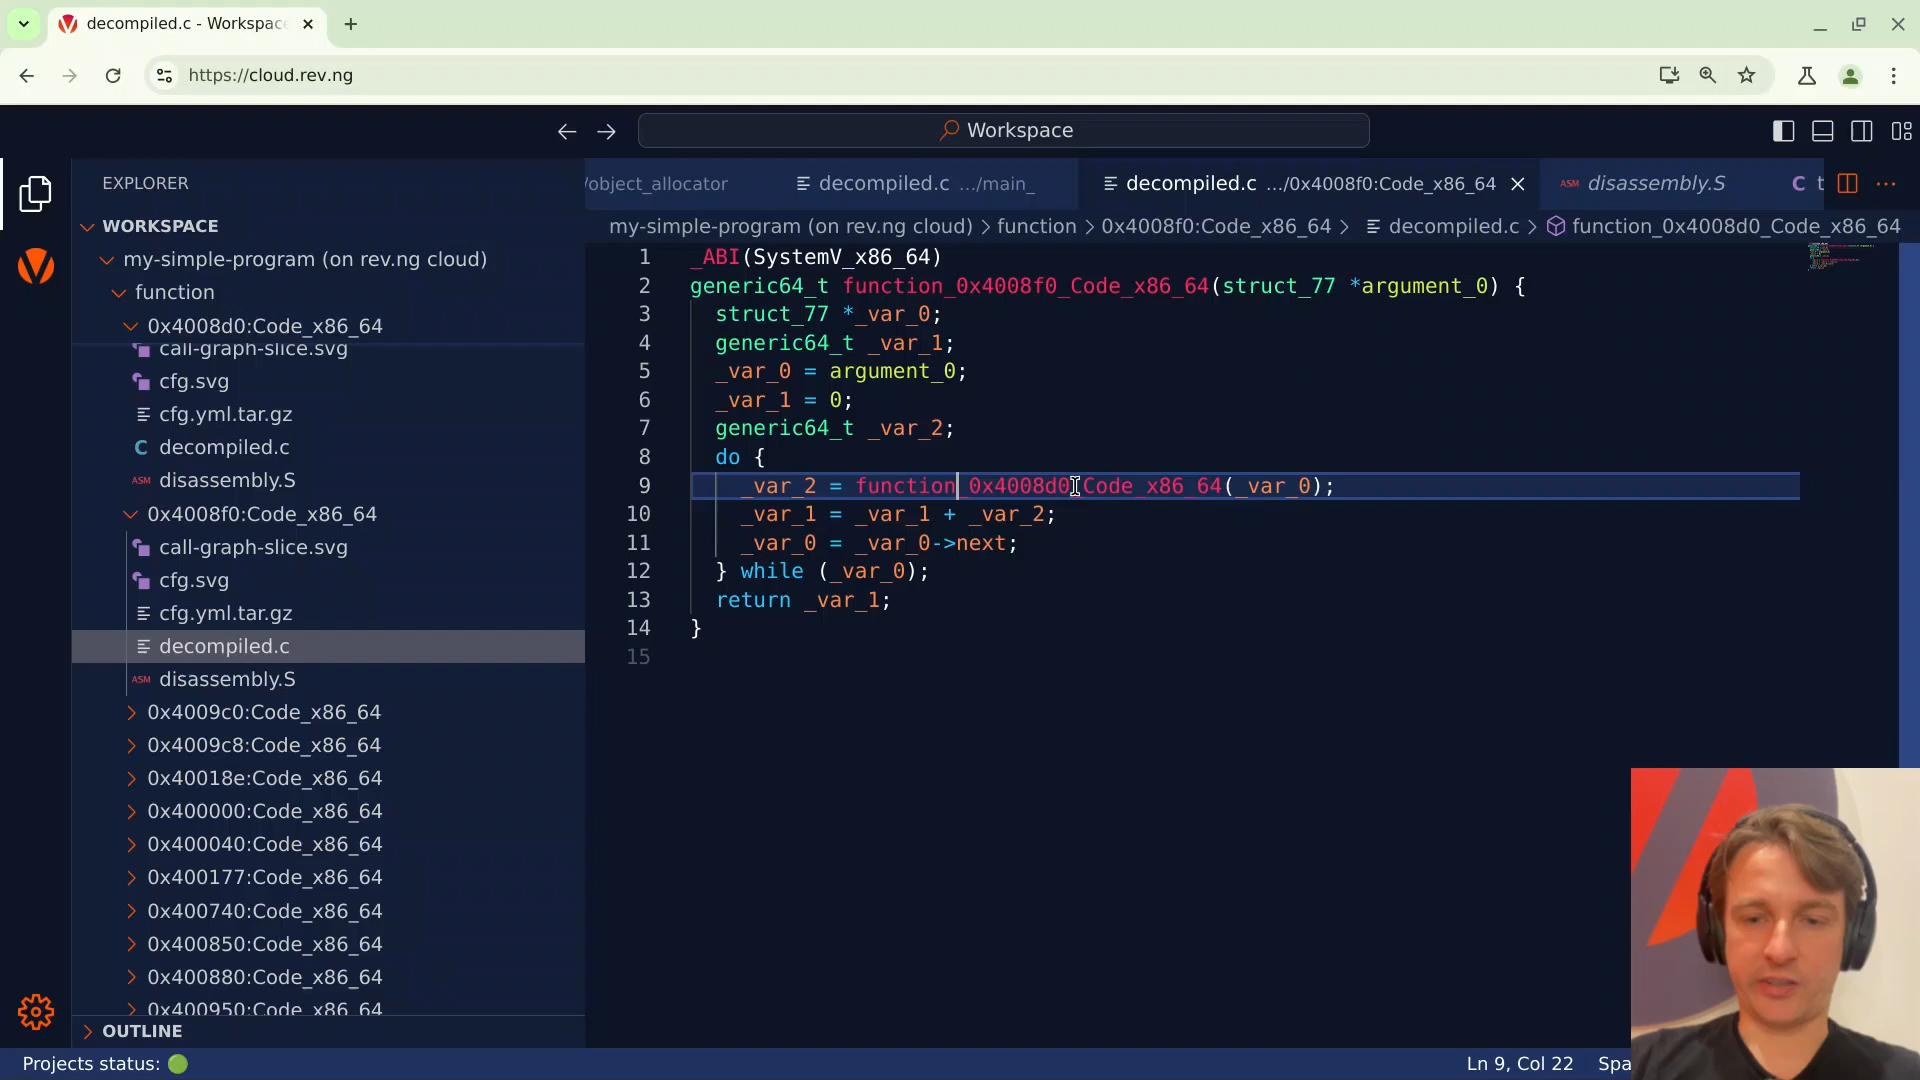 decompiled.c - Workspace
https://cloud.rev.ng
Workspace
EXPLORER
WORKSPACE
my-simple-program (on rev.ng cloud)
function
0x4008d0:Code_x86_64
call-graph-slice.svg
cfg.svg
cfg.yml.tar.gz
C decompiled.c
ASM disassembly.S
0x4008f0:Code_x86_64
call-graph-slice.svg
cfg.svg
cfg.yml.tar.gz
decompiled.c
ASM disassembly.S
0x4009c0:Code_x86_64
0x4009c8:Code_x86_64
0x40018e:Code_x86_64
0x400000:Code_x86_64
0x400040:Code_x86_64
0x400177:Code_x86_64
0x400740:Code_x86_64
0x400850:Code_x86_64
0x400880:Code_x86_64
0x400950:Code_x86_64
OUTLINE
/object_allocator
decompiled.c .../main_
decompiled.c .../0x4008f0:Code_x86_64
ASM disassembly.S
C t
my-simple-program (on rev.ng cloud) > function > 0x4008f0:Code_x86_64 > decompiled.c > function_0x4008d0_Code_x86_64
1 _ABI(SystemV_x86_64)
2 generic64_t function_0x4008f0_Code_x86_64(struct_77 *argument_0) {
3 struct_77 *_var_0;
4 generic64_t _var_1;
5 _var_0 = argument_0;
6 _var_1 = 0;
7 generic64_t _var_2;
8 do {
9 _var_2 = function_0x4008d0_Code_x86_64(_var_0);
10 _var_1 = _var_1 + _var_2;
11 _var_0 = _var_0->next;
12 } while (_var_0);
13 return _var_1;
14 }
15
Projects status:
Ln 9, Col 22
Spa